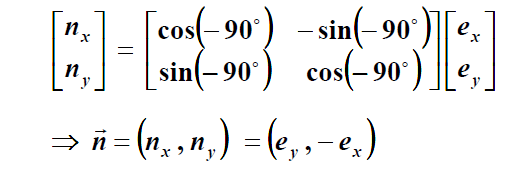 [n_x n_y] = [cos(−90°) −sin(−90°) sin(−90°) cos(−90°)] [e_x e_y]
⇒ n⃗ = (n_x , n_y) = (e_y , −e_x)